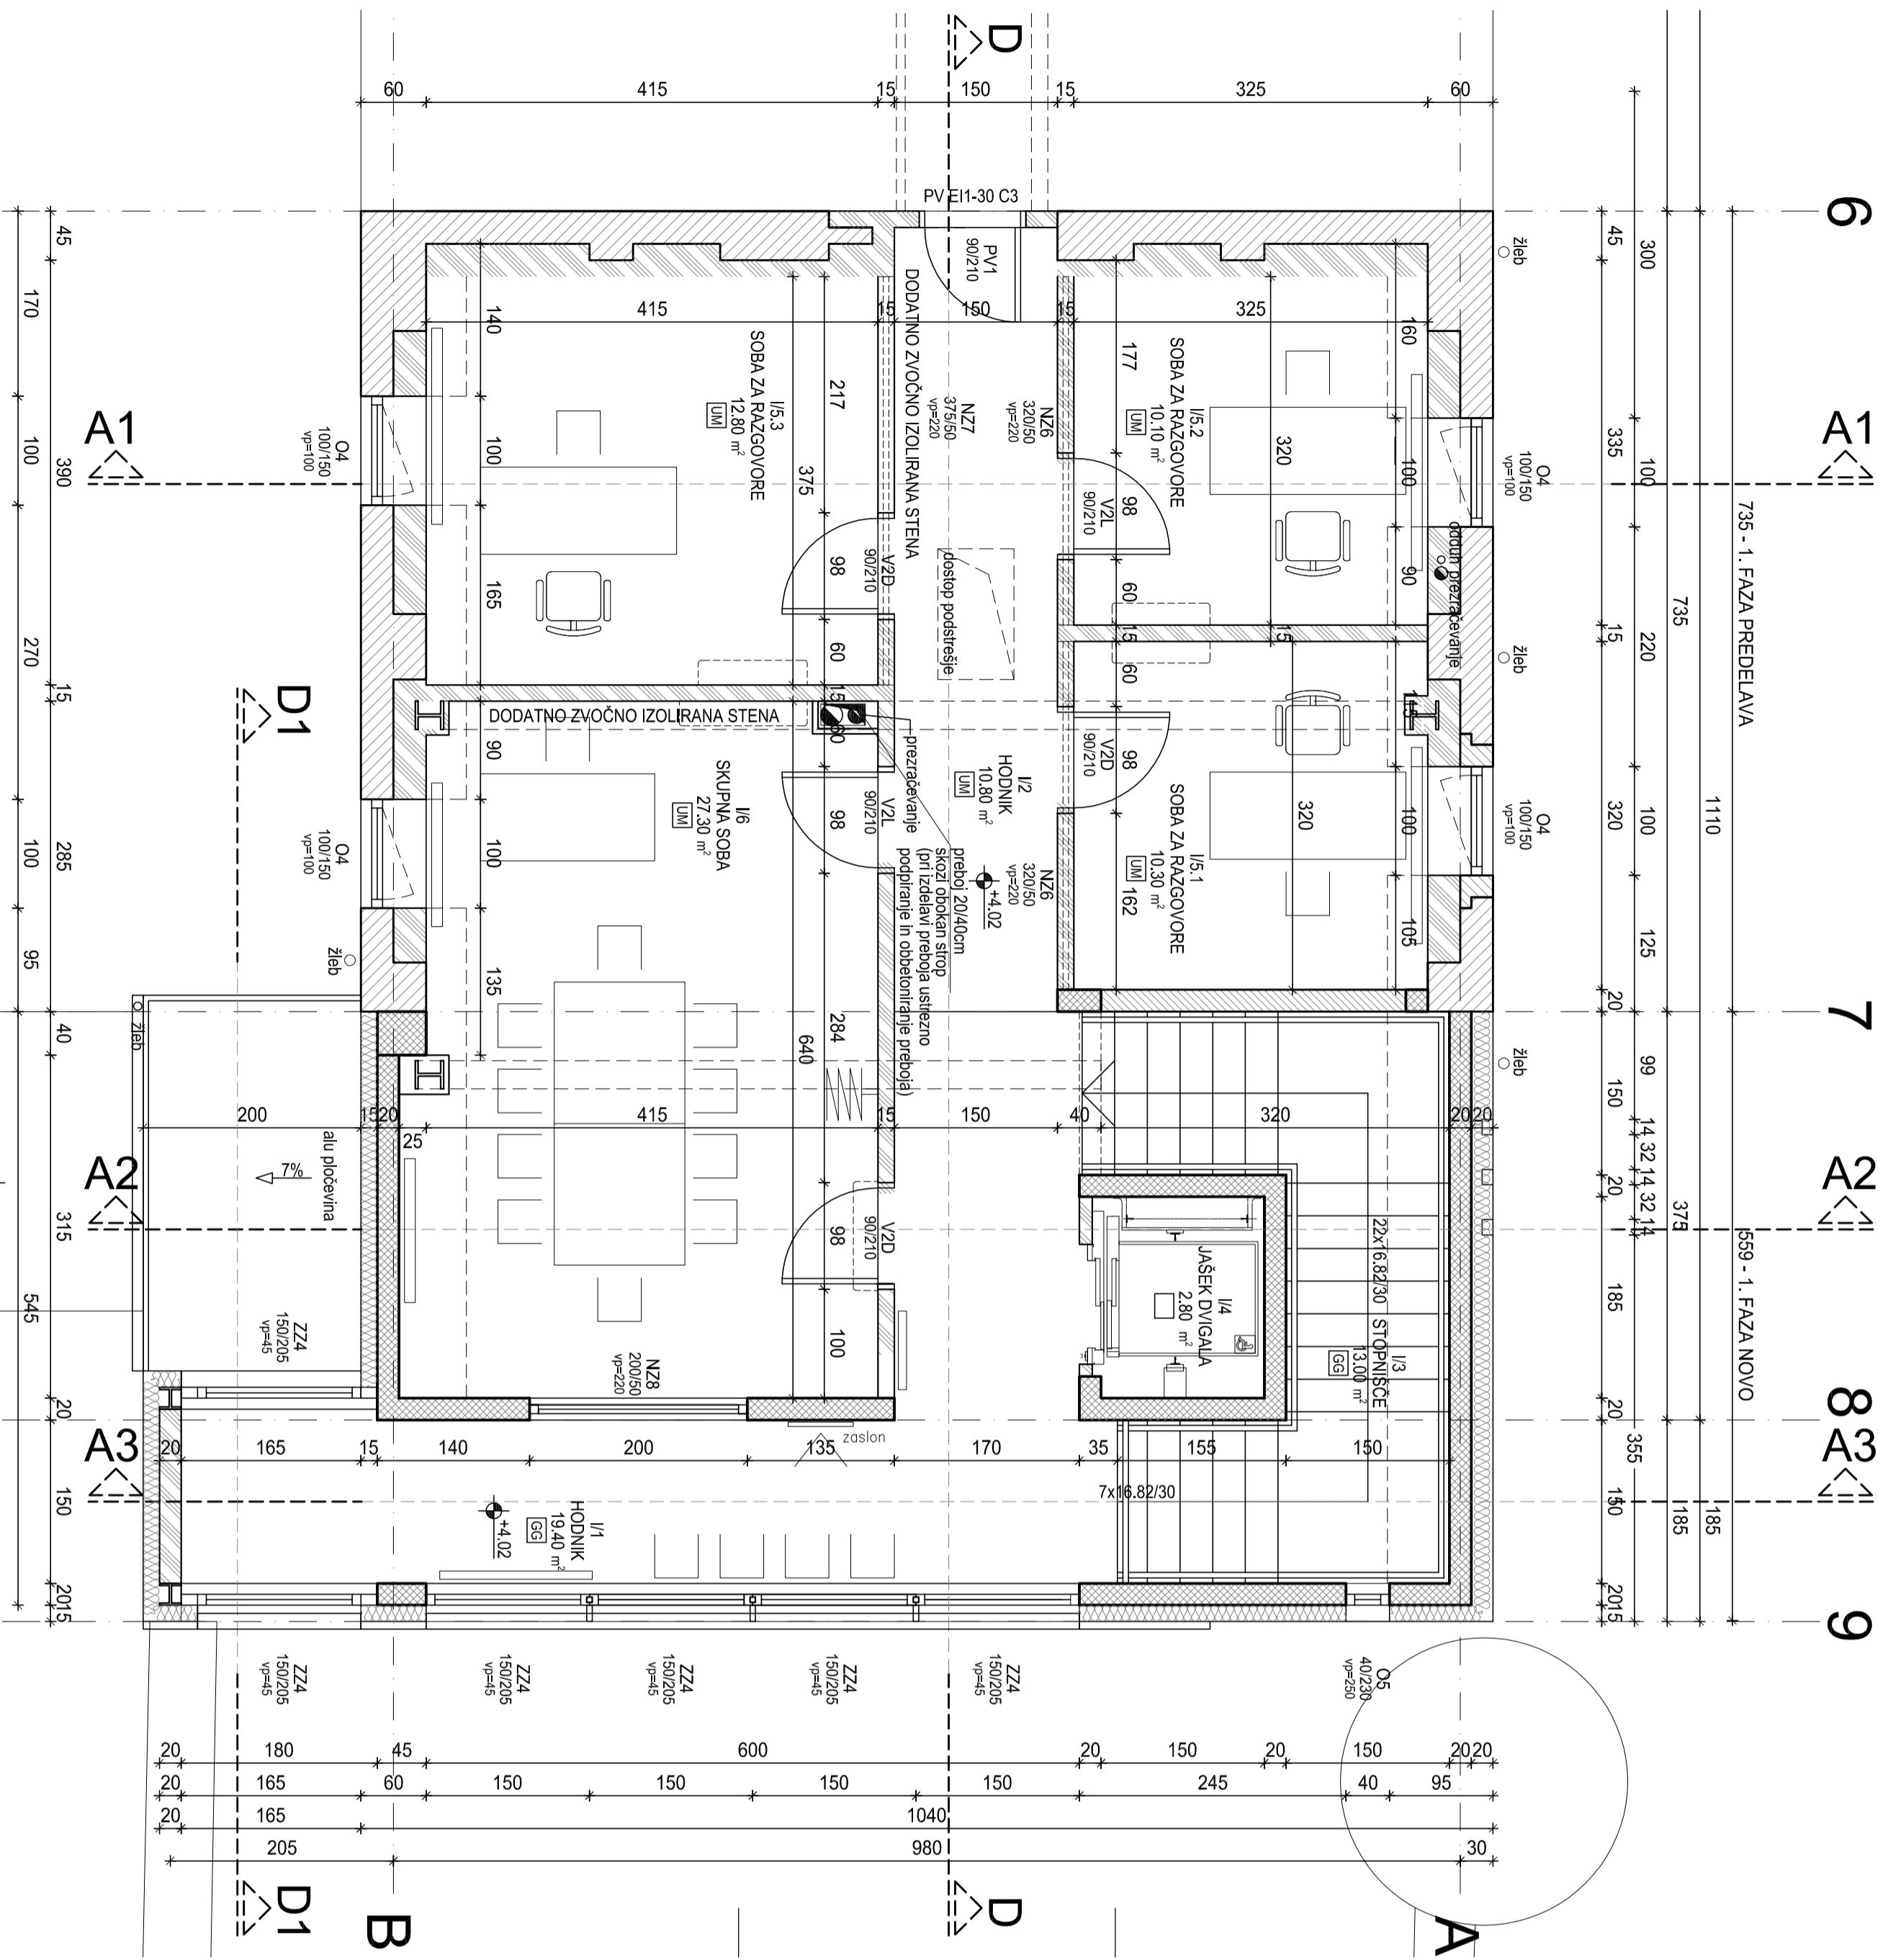 D
60
415
15
150
15
325
60
6
A1
7
A2
8
A3
9
735 - 1. FAZA PREDELAVA
559 - 1. FAZA NOVO
1110
185
735
375
185
300
100
220
100
125
99
14
32
14
32
14
355
45
335
15
320
20
150
20
185
20
150
20
15
žleb
žleb
žleb
O4
100/150
vp=100
O4
100/150
vp=100
odduh prezračevanje
PV EI1-30 C3
PV1
90/210
415
15
150
15
325
DODATNO ZVOČNO IZOLIRANA STENA
I/5.3
SOBA ZA RAZGOVORE
12.80 m²
UM
217
375
98
60
15
140
100
165
V2D
90/210
NZ7
375/50
vp=220
NZ6
320/50
vp=220
dostop podstrešje
I/5.2
SOBA ZA RAZGOVORE
10.10 m²
UM
177
98
60
15
60
320
15
160
100
90
15
V2L
90/210
I/5.1
SOBA ZA RAZGOVORE
10.30 m²
UM
98
162
320
100
105
V2D
90/210
I/2
HODNIK
10.80 m²
UM
+4.02
NZ6
320/50
vp=220
prezračevanje
preboj 20/40cm
skozi obokan strop
(pri izdelavi preboja ustrezno
podpiranje in obbetoniranje preboja)
DODATNO ZVOČNO IZOLIRANA STENA
I/6
SKUPNA SOBA
27.30 m²
UM
90
100
135
60
98
284
640
98
100
V2L
90/210
V2D
90/210
NZ8
200/50
vp=220
200
15
20
25
415
15
150
40
320
20
20
22x16.82/30
I/3
STOPNIŠČE
13.00 m²
GG
I/4
JAŠEK DVIGALA
2.80 m²
zaslon
20
165
15
140
200
135
170
35
155
150
7x16.82/30
I/1
HODNIK
19.40 m²
GG
+4.02
A1
D1
A2
A3
O4
100/150
vp=100
O4
100/150
vp=100
žleb
žleb
7%
alu pločevina
ZZ4
150/205
vp=45
45
390
15
285
40
315
20
150
20
15
170
100
270
100
95
545
ZZ4
150/205
vp=45
ZZ4
150/205
vp=45
ZZ4
150/205
vp=45
ZZ4
150/205
vp=45
ZZ4
150/205
vp=45
O5
40/230
vp=250
20
180
45
600
20
150
20
150
20
20
20
165
60
150
150
150
150
245
40
95
20
165
1040
205
980
30
D1
B
D
A